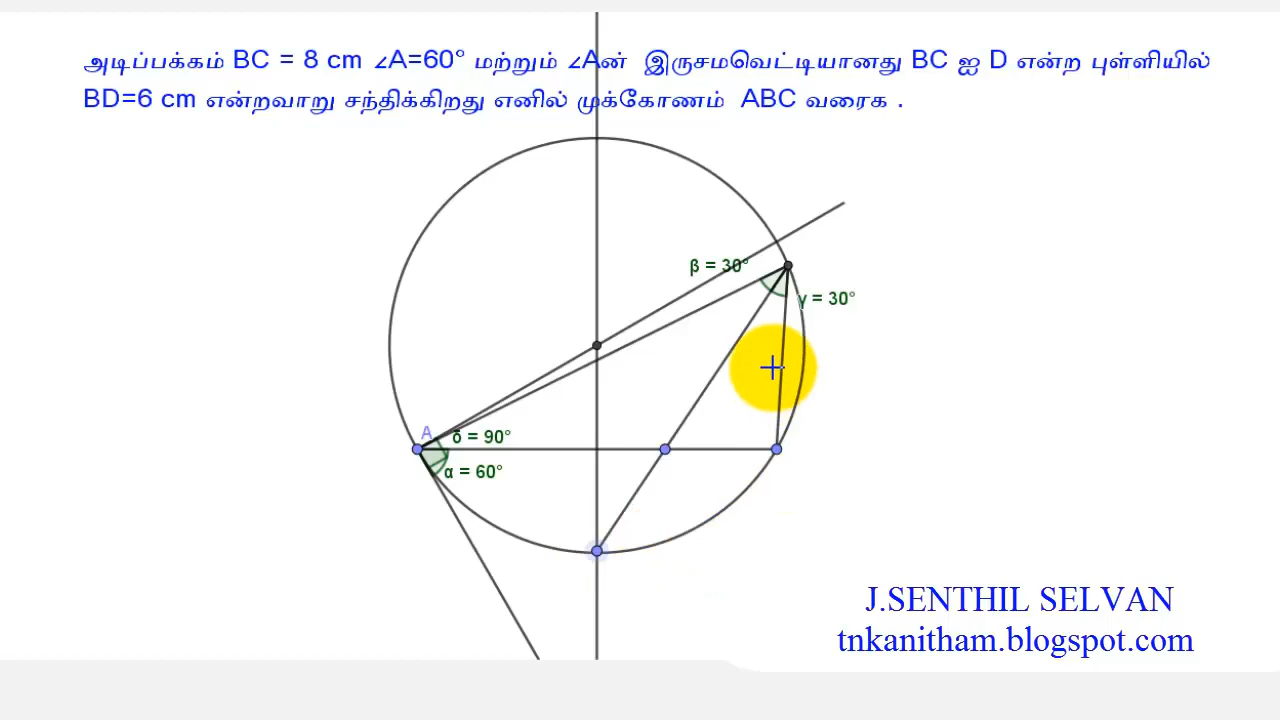 அடிப்பக்கம் BC = 8 cm ∠A=60° மற்றும் ∠Aன் இருசமவெட்டியானது BC ஐ D என்ற புள்ளியில்
BD=6 cm என்றவாறு சந்திக்கிறது எனில் முக்கோணம் ABC வரைக .
β = 30°
γ = 30°
A
δ = 90°
α = 60°
J.SENTHIL SELVAN
tnkanitham.blogspot.com